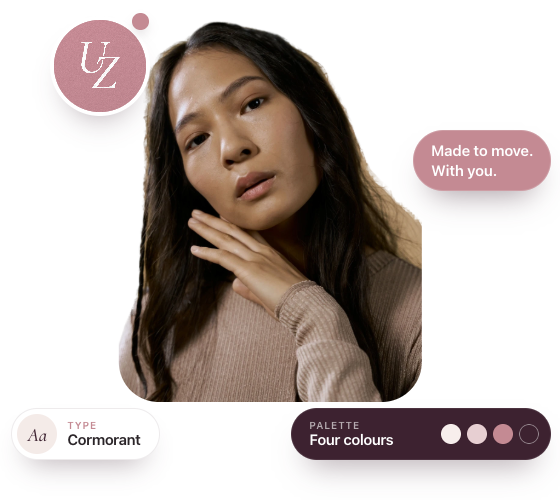 UZ
Made to move.
With you.
Aa
TYPE
Cormorant
PALETTE
Four colours